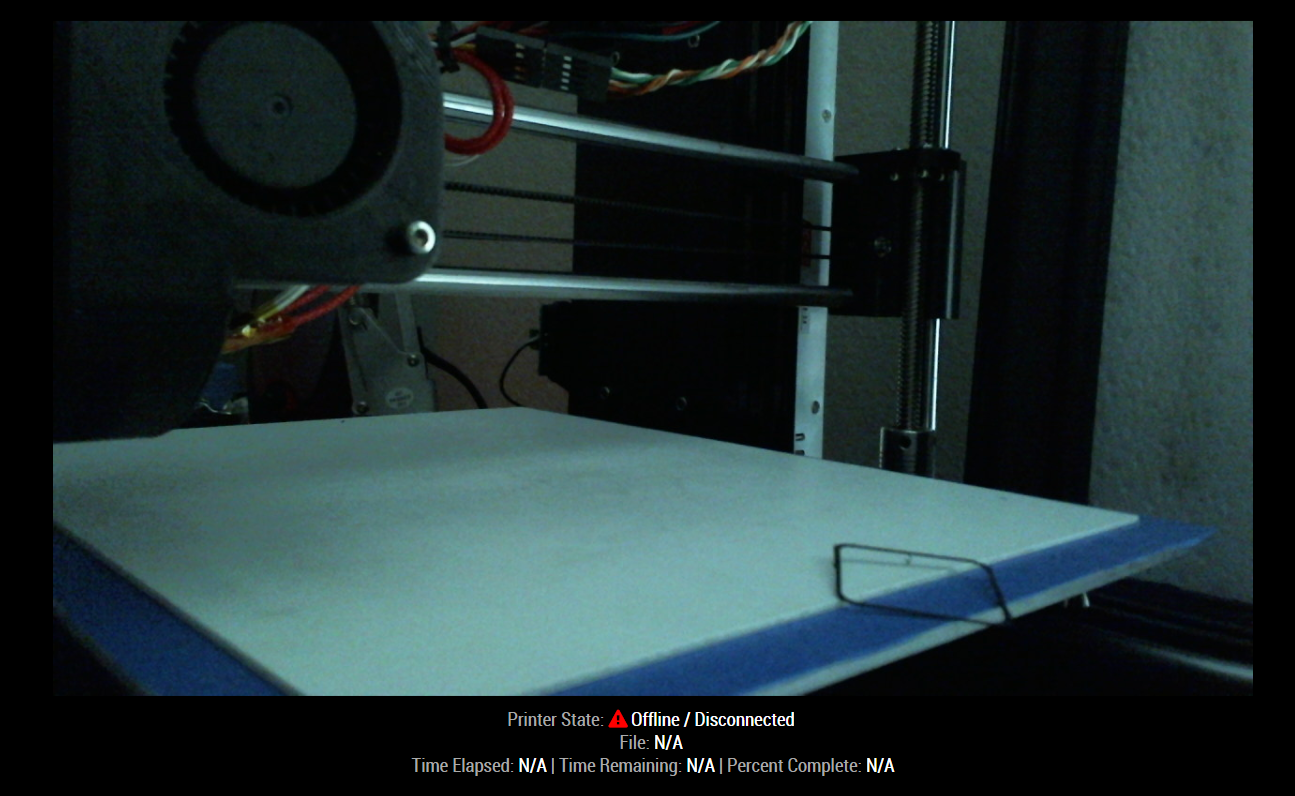 Printer State: Offline / Disconnected
File: N/A
Time Elapsed: N/A | Time Remaining: N/A | Percent Complete: N/A